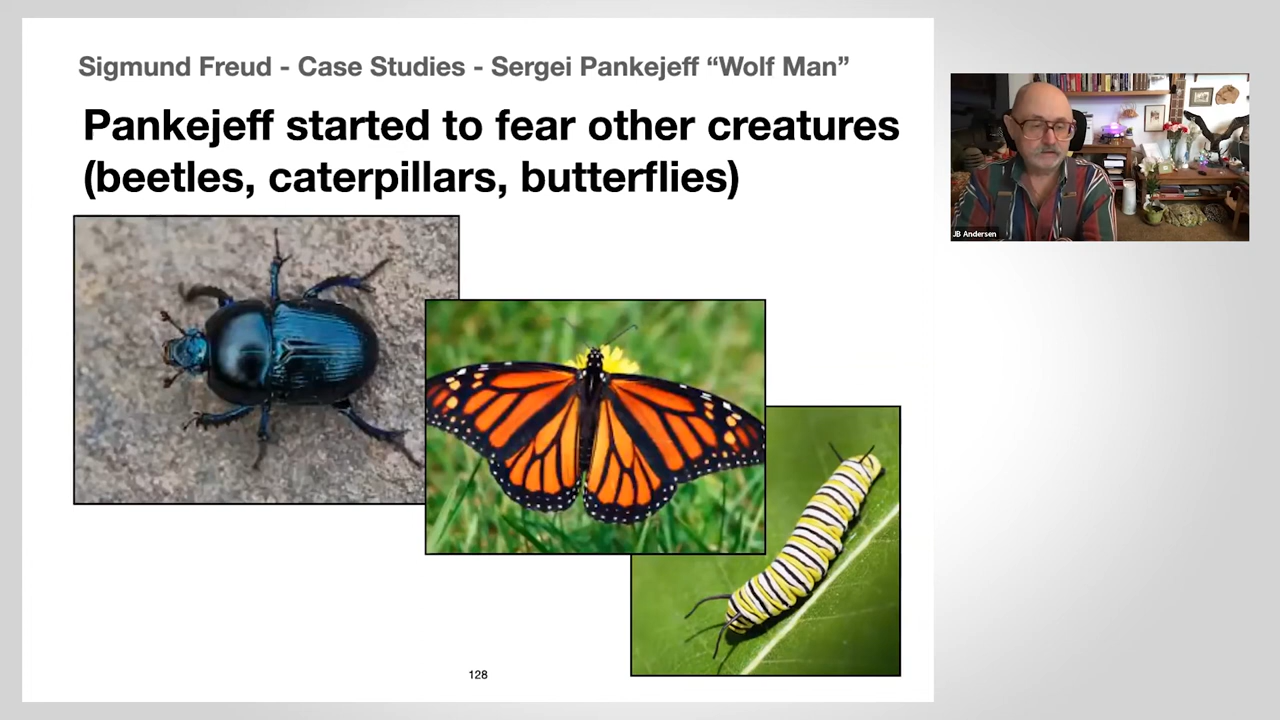 Sigmund Freud - Case Studies - Sergei Pankejeff “Wolf Man”
Pankejeff started to fear other creatures
(beetles, caterpillars, butterflies)
JB Andersen
128